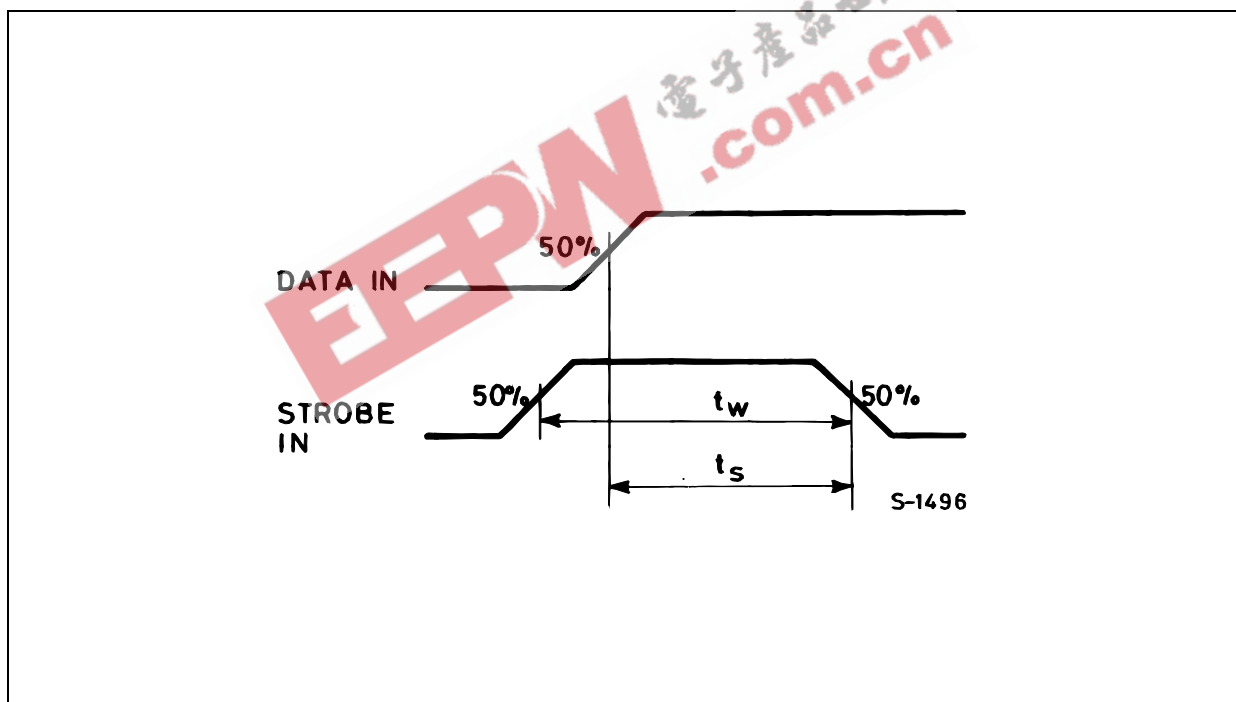 電子產品
.com.cn
EEPW
50%
DATA IN
50%
tw
50%
STROBE
IN
ts
S-1496